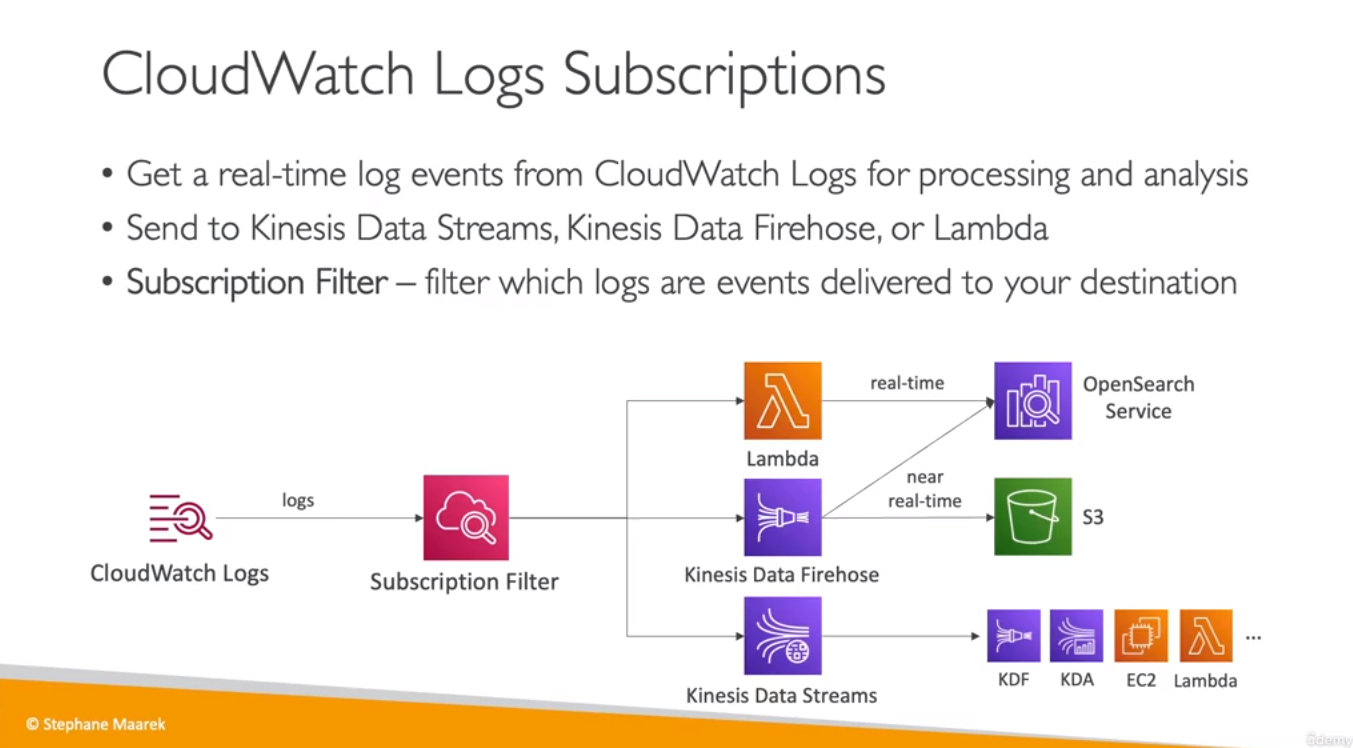 CloudWatch Logs Subscriptions
• Get a real-time log events from CloudWatch Logs for processing and analysis
• Send to Kinesis Data Streams, Kinesis Data Firehose, or Lambda
• Subscription Filter – filter which logs are events delivered to your destination
CloudWatch Logs
logs
Subscription Filter
Lambda
real-time
OpenSearch
Service
Kinesis Data Firehose
near
real-time
S3
Kinesis Data Streams
KDF
KDA
EC2
Lambda
...
© Stephane Maarek
ûdemy